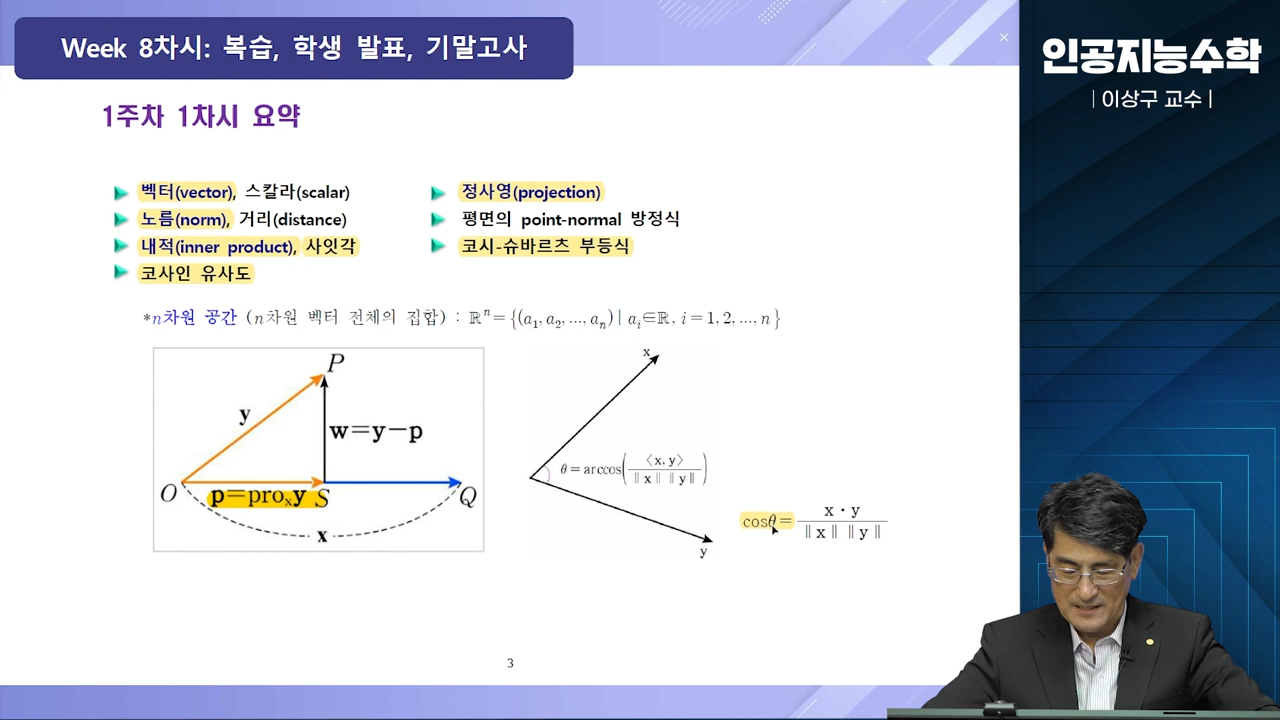 Week 8차시: 복습, 학생 발표, 기말고사
인공지능수학
| 이상구 교수 |
1주차 1차시 요약
벡터(vector), 스칼라(scalar)
노름(norm), 거리(distance)
내적(inner product), 사잇각
코사인 유사도
정사영(projection)
평면의 point-normal 방정식
코시-슈바르츠 부등식
*n차원 공간 (n차원 벡터 전체의 집합) : ℝⁿ = {(a₁, a₂, ..., aₙ) | aᵢ∈ℝ, i = 1, 2, ..., n}
P
y
w=y−p
O
p=proₓy
S
Q
x
x
θ = arccos(⟨x, y⟩ / ‖x‖ ‖y‖)
y
cosθ = x · y / ‖x‖ ‖y‖
3